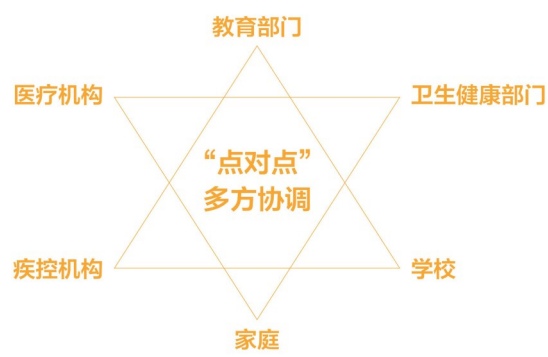 教育部门
医疗机构
卫生健康部门
“点对点”
多方协调
疾控机构
学校
家庭